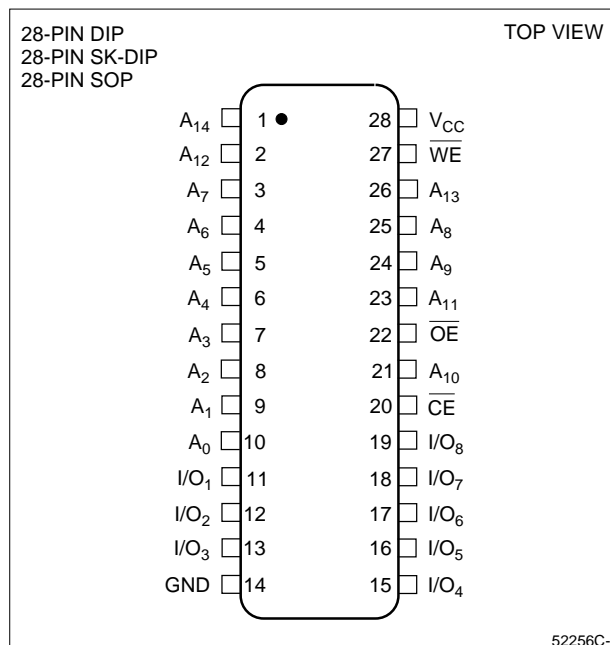 28-PIN DIP TOP VIEW
28-PIN SK-DIP
28-PIN SOP
A14 1 28 VCC
A12 2 27 W̅E̅
A7 3 26 A13
A6 4 25 A8
A5 5 24 A9
A4 6 23 A11
A3 7 22 O̅E̅
A2 8 21 A10
A1 9 20 C̅E̅
A0 10 19 I/O8
I/O1 11 18 I/O7
I/O2 12 17 I/O6
I/O3 13 16 I/O5
GND 14 15 I/O4
52256C-